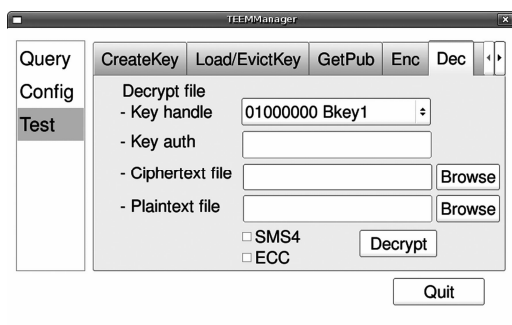 TEEMManager
Query
Config
Test
CreateKey Load/EvictKey GetPub Enc Dec
Decrypt file
- Key handle 01000000 Bkey1
- Key auth
- Ciphertext file Browse
- Plaintext file Browse
SMS4
ECC
Decrypt
Quit